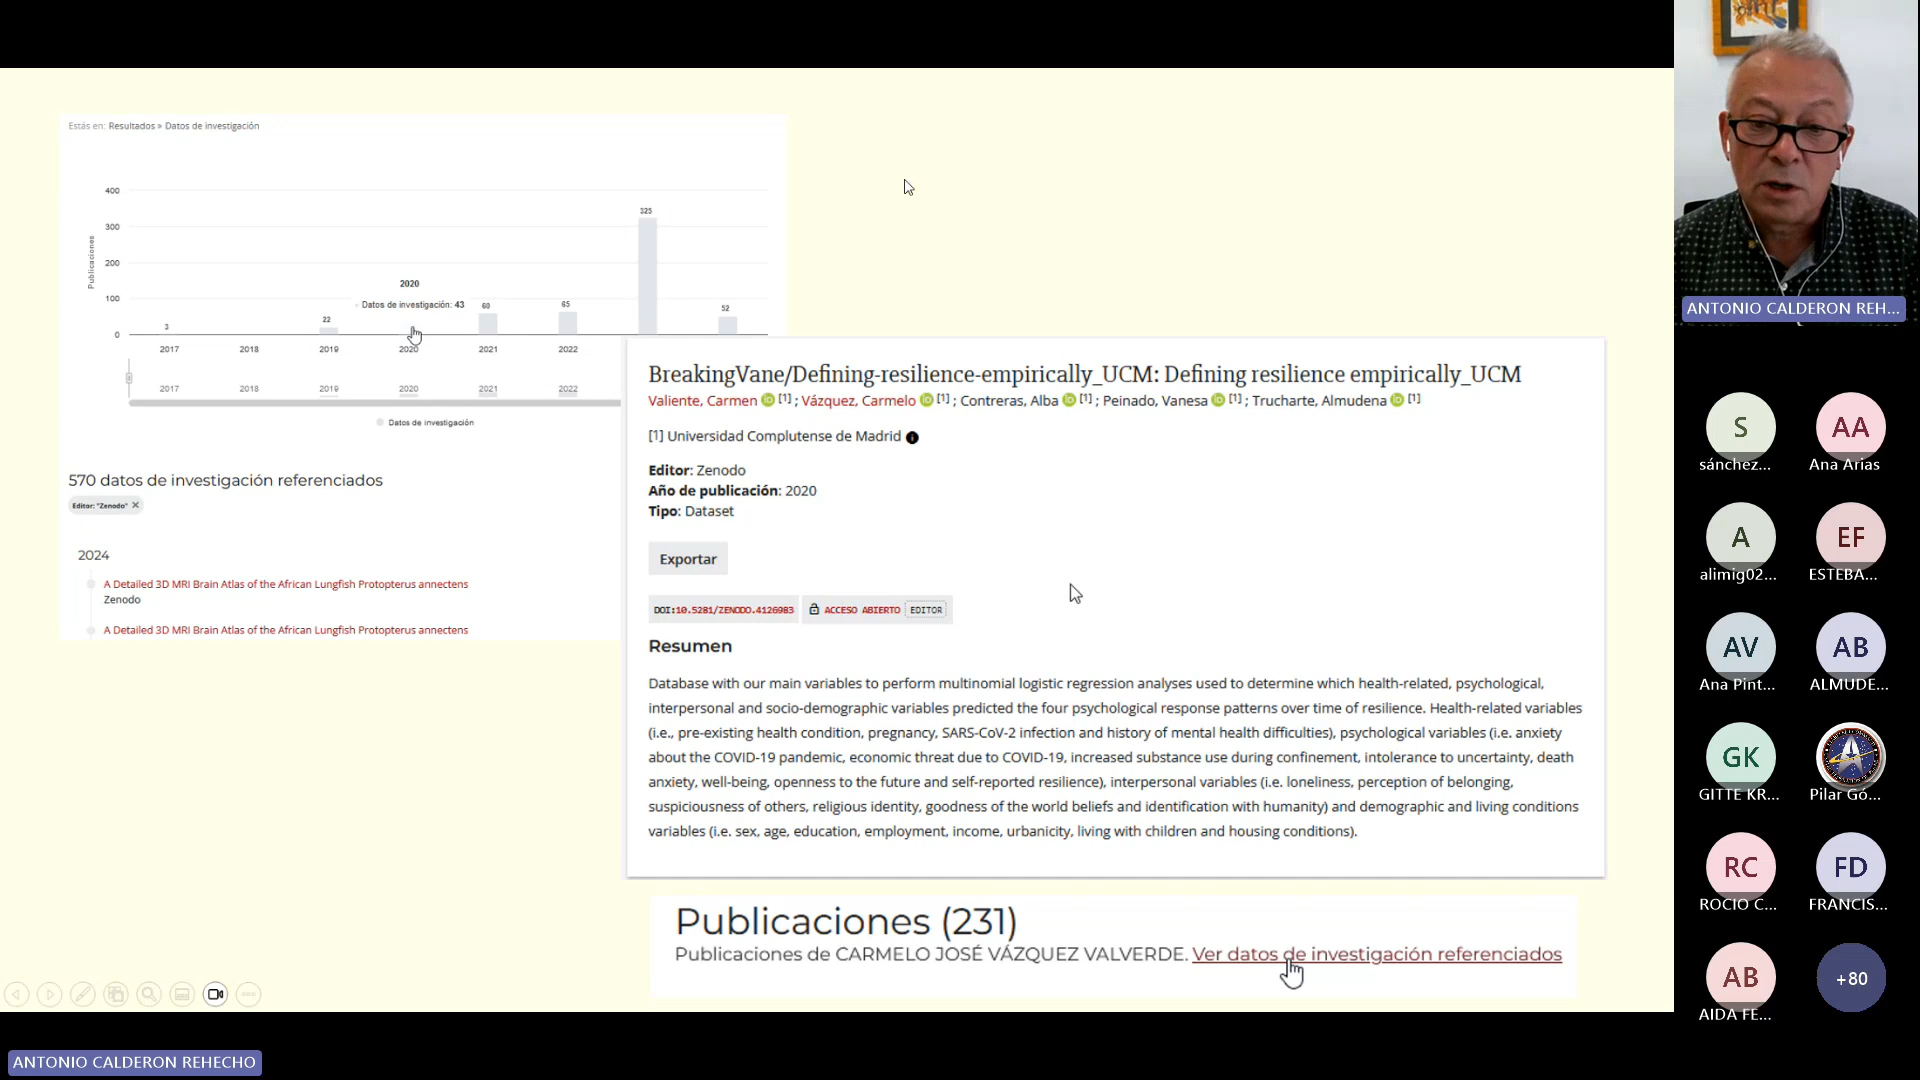 Estás en: Resultados » Datos de investigación
Publicaciones
400
300
200
100
0
3
22
2020
Datos de investigación: 43
60
65
325
52
2017 2018 2019 2020 2021 2022
2017 2018 2019 2020 2021 2022
Datos de investigación
570 datos de investigación referenciados
Editor: "Zenodo" ✕
2024
A Detailed 3D MRI Brain Atlas of the African Lungfish Protopterus annectens
Zenodo
A Detailed 3D MRI Brain Atlas of the African Lungfish Protopterus annectens
BreakingVane/Defining-resilience-empirically_UCM: Defining resilience empirically_UCM
Valiente, Carmen iD [1] ; Vázquez, Carmelo iD [1] ; Contreras, Alba iD [1] ; Peinado, Vanesa iD [1] ; Trucharte, Almudena iD [1]
[1] Universidad Complutense de Madrid i
Editor: Zenodo
Año de publicación: 2020
Tipo: Dataset
Exportar
DOI:10.5281/ZENODO.4126983 ACCESO ABIERTO EDITOR
Resumen
Database with our main variables to perform multinomial logistic regression analyses used to determine which health-related, psychological,
interpersonal and socio-demographic variables predicted the four psychological response patterns over time of resilience. Health-related variables
(i.e., pre-existing health condition, pregnancy, SARS-CoV-2 infection and history of mental health difficulties), psychological variables (i.e. anxiety
about the COVID-19 pandemic, economic threat due to COVID-19, increased substance use during confinement, intolerance to uncertainty, death
anxiety, well-being, openness to the future and self-reported resilience), interpersonal variables (i.e. loneliness, perception of belonging,
suspiciousness of others, religious identity, goodness of the world beliefs and identification with humanity) and demographic and living conditions
variables (i.e. sex, age, education, employment, income, urbanicity, living with children and housing conditions).
Publicaciones (231)
Publicaciones de CARMELO JOSÉ VÁZQUEZ VALVERDE. Ver datos de investigación referenciados
ANTONIO CALDERON REHECHO
ANTONIO CALDERON REH...
S
sánchez...
AA
Ana Arias
A
alimig02...
EF
ESTEBA...
AV
Ana Pint...
AB
ALMUDE...
GK
GITTE KR...
Pilar Gó...
RC
ROCIO C...
FD
FRANCIS...
AB
AIDA FE...
+80